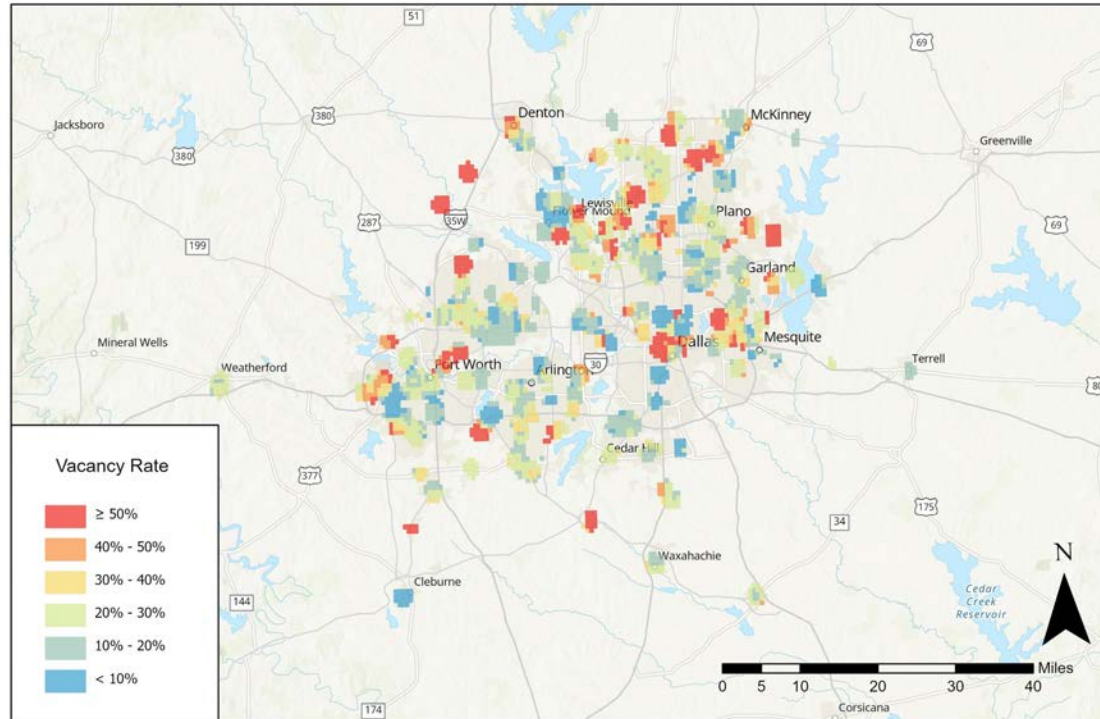 51
69
Denton
McKinney
380
Jacksboro
Greenville
380
Lewisville
Flower Mound
35W
Plano
287
69
199
Garland
Mineral Wells
Dallas
Mesquite
Weatherford
Fort Worth
Arlington
30
Terrell
80
Cedar Hill
377
175
34
Waxahachie
Cleburne
144
Cedar
Creek
Reservoir
174
Corsicana
Vacancy Rate
≥ 50%
40% - 50%
30% - 40%
20% - 30%
10% - 20%
< 10%
N
Miles
0 5 10 20 30 40